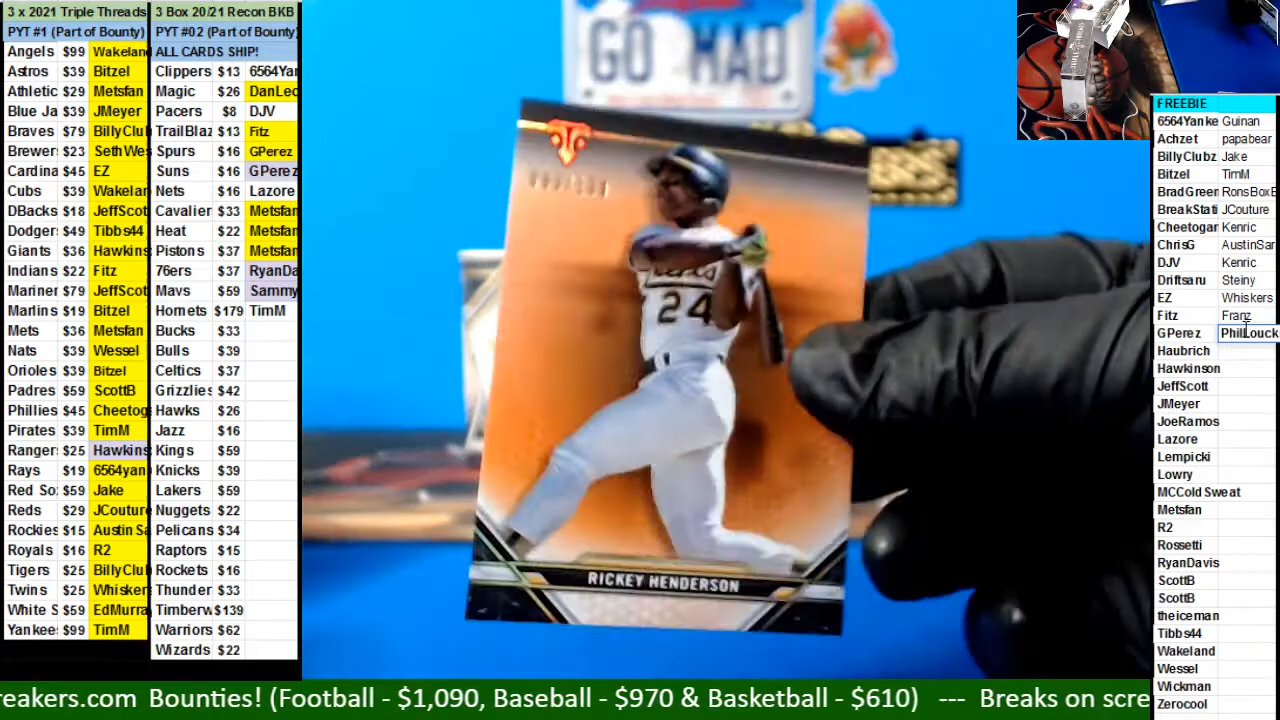 3 x 2021 Triple Threads
PYT #1 (Part of Bounty)
Angels $99 Wakeland
Astros $39 Bitzel
Athletic $29 Metsfan
Blue Ja $39 JMeyer
Braves $79 BillyClub
Brewer $23 SethWes
Cardina $45 EZ
Cubs $39 Wakelan
DBacks $18 JeffScot
Dodger $49 Tibbs44
Giants $36 Hawkins
Indians $22 Fitz
Mariner $79 JeffScot
Marlins $19 Bitzel
Mets $36 Metsfan
Nats $39 Wessel
Orioles $39 Bitzel
Padres $59 ScottB
Phillies $45 Cheetog
Pirates $39 TimM
Ranger $25 Hawkins
Rays $19 6564yan
Red So $59 Jake
Reds $29 JCouture
Rockies $15 Austin Sa
Royals $16 R2
Tigers $25 BillyClub
Twins $25 Whisker
White S $59 EdMurra
Yankee $99 TimM
3 Box 20/21 Recon BKB
PYT #02 (Part of Bounty)
ALL CARDS SHIP!
Clippers $13 6564Yan
Magic $26 DanLeo
Pacers $8 DJV
TrailBlaz $13 Fitz
Spurs $16 GPerez
Suns $16 GPerez
Nets $16 Lazore
Cavalier $33 Metsfan
Heat $22 Metsfan
Pistons $37 Metsfan
76ers $37 RyanDa
Mavs $59 Sammy
Hornets $179 TimM
Bucks $33
Bulls $39
Celtics $37
Grizzlies $42
Hawks $26
Jazz $16
Kings $59
Knicks $39
Lakers $59
Nuggets $22
Pelicans $34
Raptors $15
Rockets $16
Thunder $33
Timberw $139
Warriors $62
Wizards $22
GO MAD
24
RICKEY HENDERSON
FREEBIE
6564Yanke Guinan
Achzet papabear
BillyClubz Jake
Bitzel TimM
BradGreen RonsBoxB
BreakStati JCouture
Cheetogar Kenric
ChrisG AustinSar
DJV Kenric
Driftsaru Steiny
EZ Whiskers
Fitz Franz
GPerez PhilLouck
Haubrich
Hawkinson
JeffScott
JMeyer
JoeRamos
Lazore
Lempicki
Lowry
MCCold Sweat
Metsfan
R2
Rossetti
RyanDavis
ScottB
ScottB
theiceman
Tibbs44
Wakeland
Wessel
Wickman
Zerocool
reakers.com Bounties! (Football - $1,090, Baseball - $970 & Basketball - $610) --- Breaks on scre